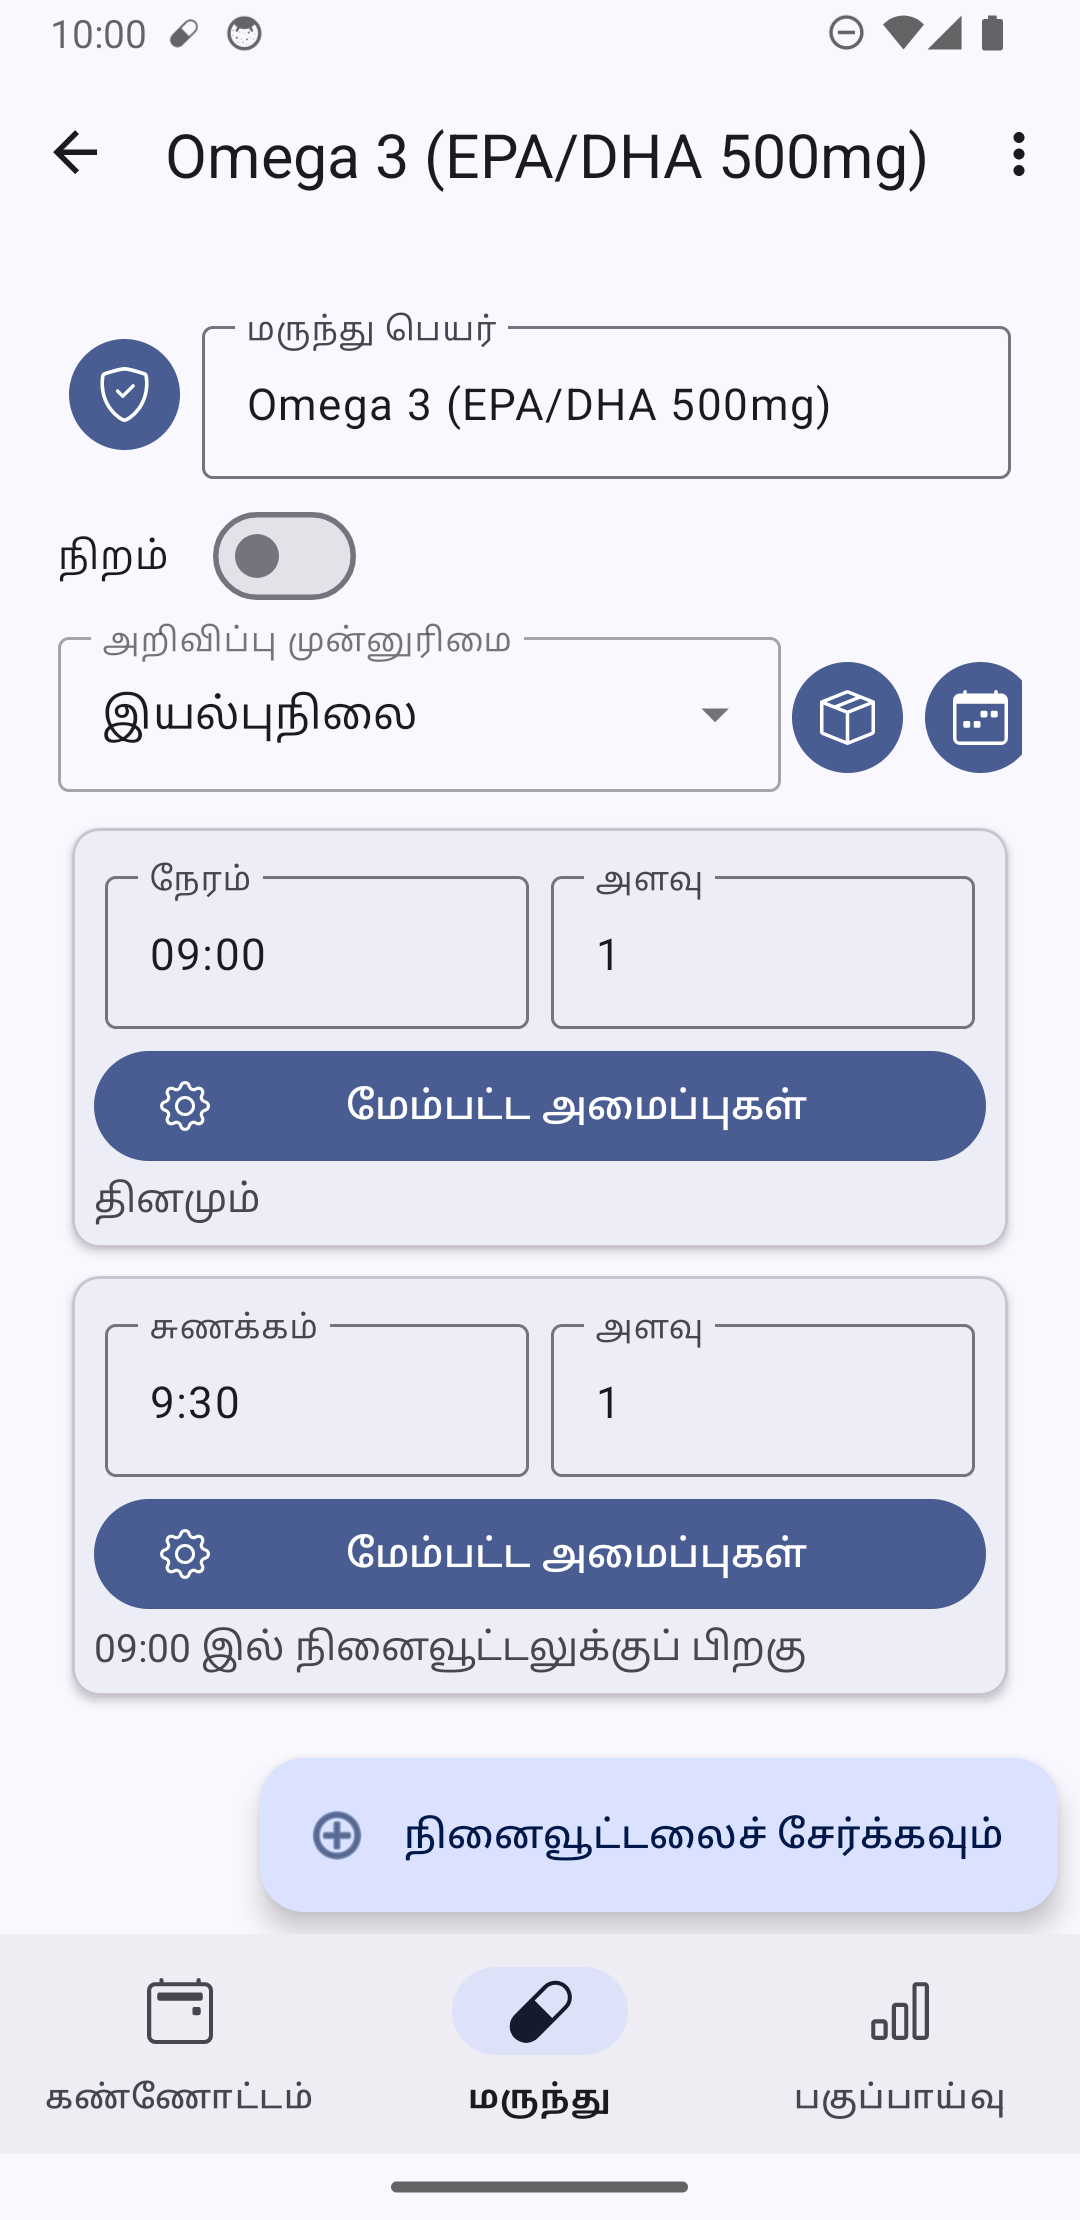 10:00
Omega 3 (EPA/DHA 500mg)
மருந்து பெயர்
Omega 3 (EPA/DHA 500mg)
நிறம்
அறிவிப்பு முன்னுரிமை
இயல்புநிலை
நேரம் அளவு
09:00 1
மேம்பட்ட அமைப்புகள்
தினமும்
சுணக்கம் அளவு
9:30 1
மேம்பட்ட அமைப்புகள்
09:00 இல் நினைவூட்டலுக்குப் பிறகு
நினைவூட்டலைச் சேர்க்கவும்
கண்ணோட்டம் மருந்து பகுப்பாய்வு